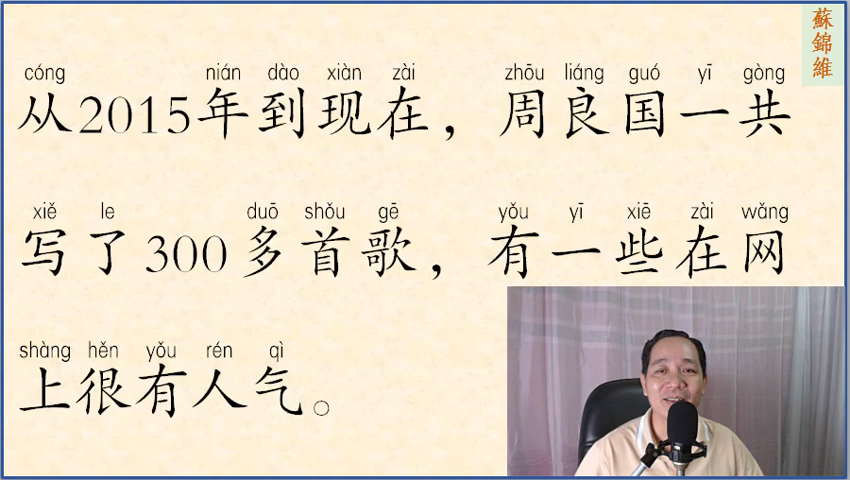 cóng nián dào xiàn zài zhōu liáng guó yī gòng
从2015年到现在，周良国一共
xiě le duō shǒu gē yǒu yī xiē zài wǎng
写了300多首歌，有一些在网
shàng hěn yǒu rén qì
上很有人气。
蘇錦維